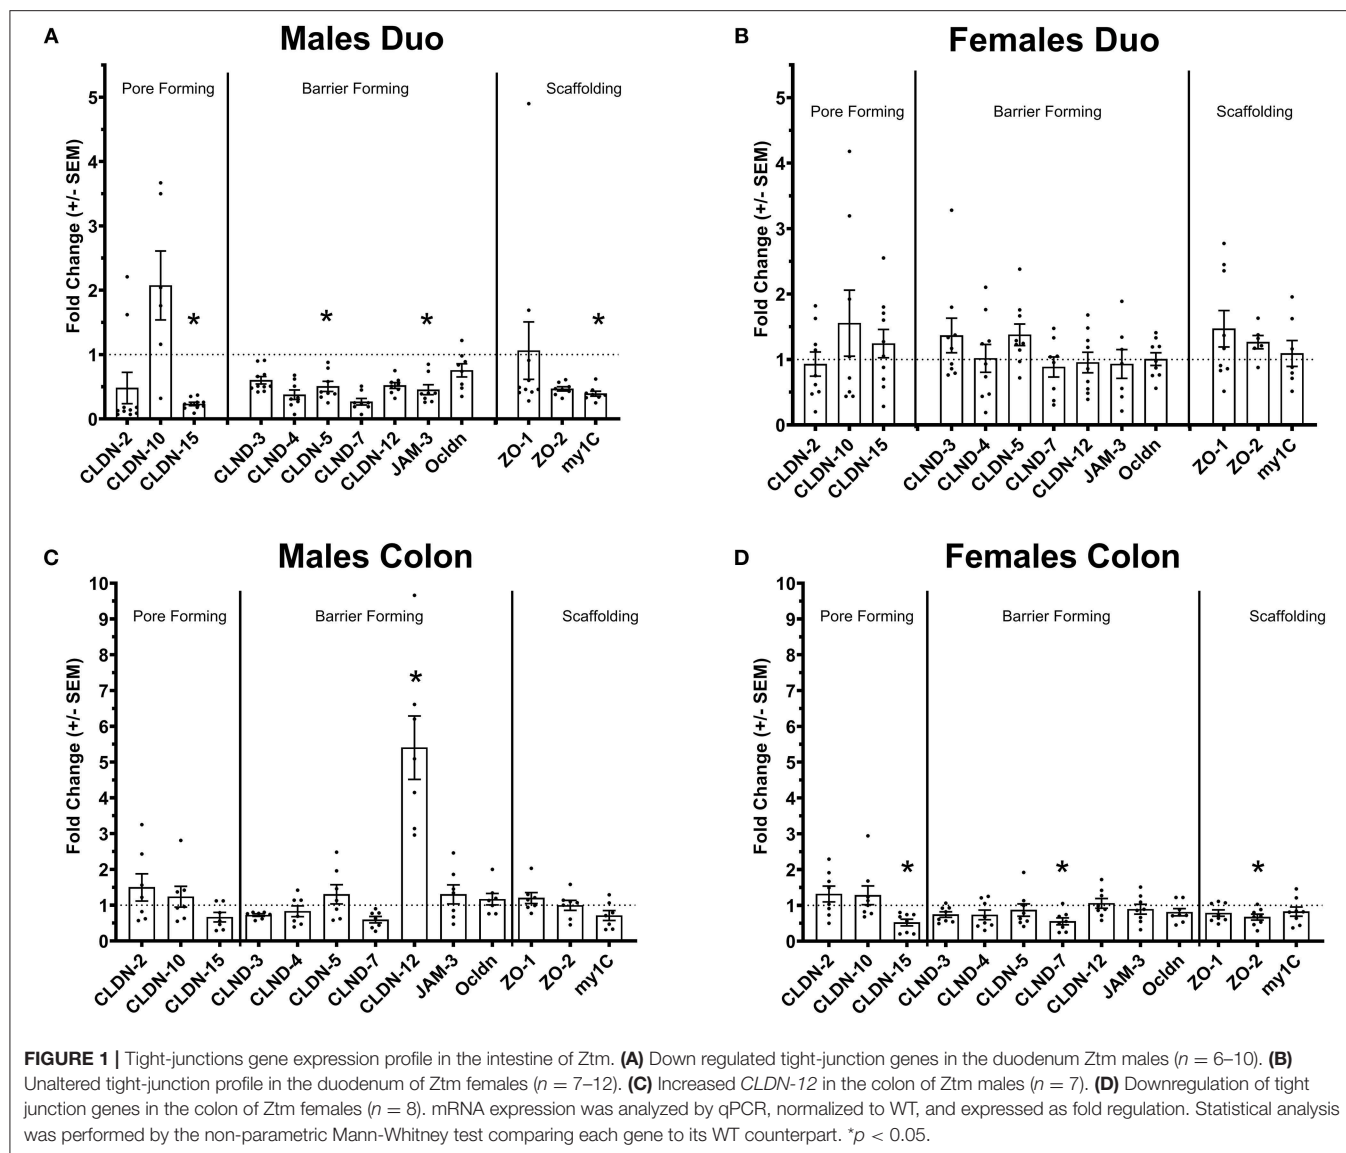 A
Males Duo
Fold Change (+/- SEM)
5
4
3
2
1
0
Pore Forming
Barrier Forming
Scaffolding
*
*
*
*
CLDN-2
CLDN-10
CLDN-15
CLND-3
CLND-4
CLDN-5
CLND-7
CLDN-12
JAM-3
Ocldn
ZO-1
ZO-2
my1C
B
Females Duo
Fold Change (+/- SEM)
5
4
3
2
1
0
Pore Forming
Barrier Forming
Scaffolding
CLDN-2
CLDN-10
CLDN-15
CLND-3
CLND-4
CLDN-5
CLND-7
CLDN-12
JAM-3
Ocldn
ZO-1
ZO-2
my1C
C
Males Colon
Fold Change (+/- SEM)
10
9
8
7
6
5
4
3
2
1
0
Pore Forming
Barrier Forming
Scaffolding
*
CLDN-2
CLDN-10
CLDN-15
CLND-3
CLND-4
CLDN-5
CLND-7
CLDN-12
JAM-3
Ocldn
ZO-1
ZO-2
my1C
D
Females Colon
Fold Change (+/- SEM)
10
9
8
7
6
5
4
3
2
1
0
Pore Forming
Barrier Forming
Scaffolding
*
*
*
CLDN-2
CLDN-10
CLDN-15
CLND-3
CLND-4
CLDN-5
CLND-7
CLDN-12
JAM-3
Ocldn
ZO-1
ZO-2
my1C
FIGURE 1 | Tight-junctions gene expression profile in the intestine of Ztm. (A) Down regulated tight-junction genes in the duodenum Ztm males (n = 6–10). (B)
Unaltered tight-junction profile in the duodenum of Ztm females (n = 7–12). (C) Increased CLDN-12 in the colon of Ztm males (n = 7). (D) Downregulation of tight
junction genes in the colon of Ztm females (n = 8). mRNA expression was analyzed by qPCR, normalized to WT, and expressed as fold regulation. Statistical analysis
was performed by the non-parametric Mann-Whitney test comparing each gene to its WT counterpart. *p < 0.05.